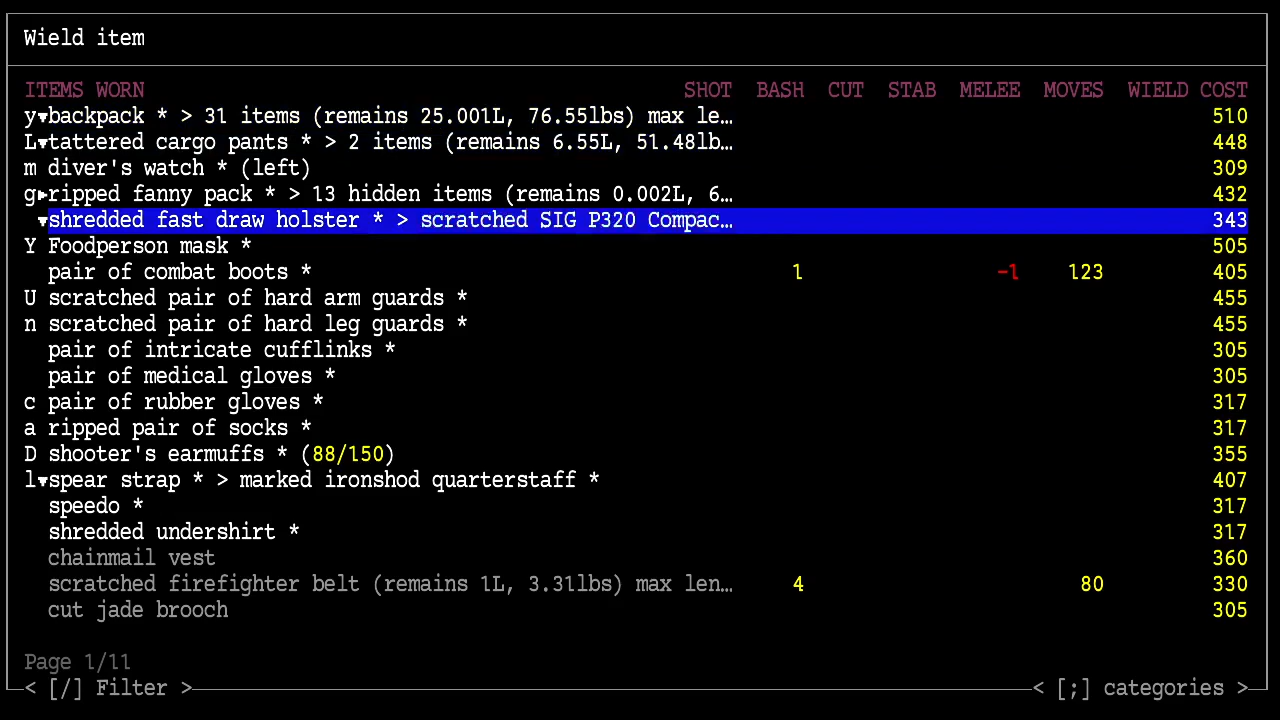 Wield item
ITEMS WORN SHOT BASH CUT STAB MELEE MOVES WIELD COST
y▾backpack * > 31 items (remains 25.001L, 76.55lbs) max le… 510
L▾tattered cargo pants * > 2 items (remains 6.55L, 51.48lb… 448
m diver's watch * (left) 309
g▸ripped fanny pack * > 13 hidden items (remains 0.002L, 6… 432
▾shredded fast draw holster * > scratched SIG P320 Compac… 343
Y Foodperson mask * 505
pair of combat boots * 1 -1 123 405
U scratched pair of hard arm guards * 455
n scratched pair of hard leg guards * 455
pair of intricate cufflinks * 305
pair of medical gloves * 305
c pair of rubber gloves * 317
a ripped pair of socks * 317
D shooter's earmuffs * (88/150) 355
l▾spear strap * > marked ironshod quarterstaff * 407
speedo * 317
shredded undershirt * 317
chainmail vest 360
scratched firefighter belt (remains 1L, 3.31lbs) max len… 4 80 330
cut jade brooch 305
Page 1/11
< [/] Filter > < [;] categories >